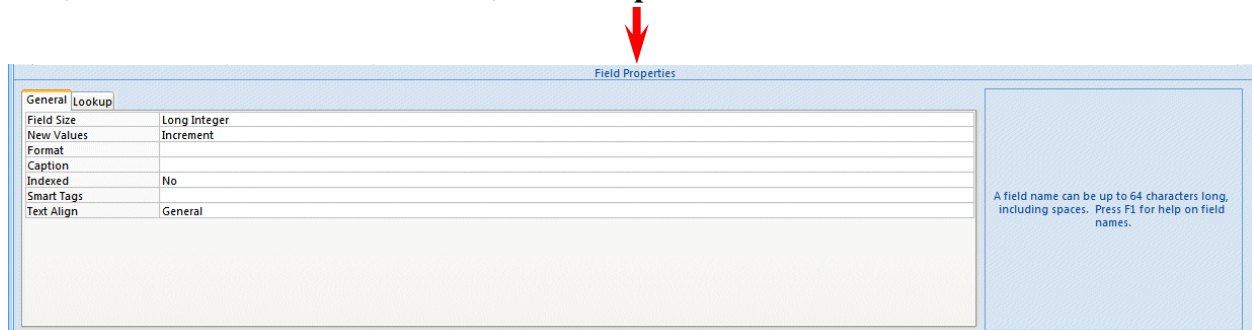 Field Properties
General Lookup
Field Size Long Integer
New Values Increment
Format
Caption
Indexed No
Smart Tags
Text Align General
A field name can be up to 64 characters long,
including spaces. Press F1 for help on field
names.